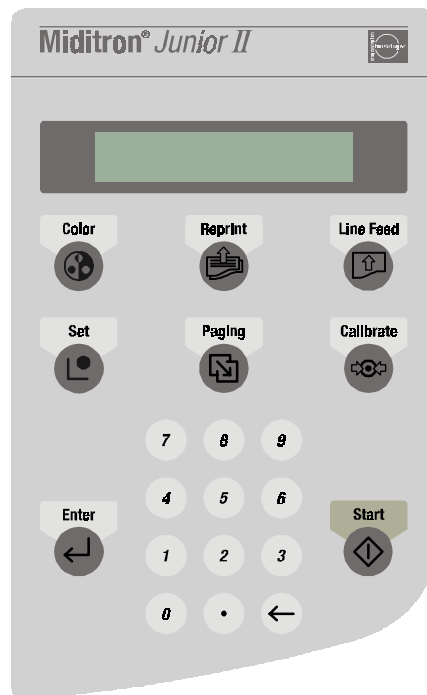 Miditron® Junior II
Color Reprint Line Feed
Set Paging Calibrate
7 8 9
4 5 6
Enter Start
1 2 3
0 . ←